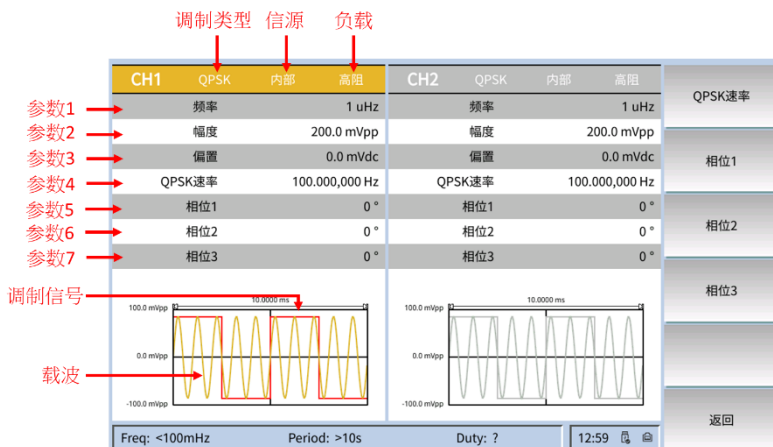 调制类型 信源 负载
CH1 QPSK 内部 高阻 CH2 QPSK 内部 高阻 QPSK速率
参数1 频率 1 uHz 频率 1 uHz
参数2 幅度 200.0 mVpp 幅度 200.0 mVpp
参数3 偏置 0.0 mVdc 偏置 0.0 mVdc 相位1
参数4 QPSK速率 100.000,000 Hz QPSK速率 100.000,000 Hz
参数5 相位1 0 ° 相位1 0 °
参数6 相位2 0 ° 相位2 0 ° 相位2
参数7 相位3 0 ° 相位3 0 °
相位3
调制信号 100.0 mVpp 10.0000 ms 100.0 mVpp 10.0000 ms
0.0 mVpp 0.0 mVpp
载波
-100.0 mVpp -100.0 mVpp
返回
Freq: <100mHz Period: >10s Duty: ? 12:59